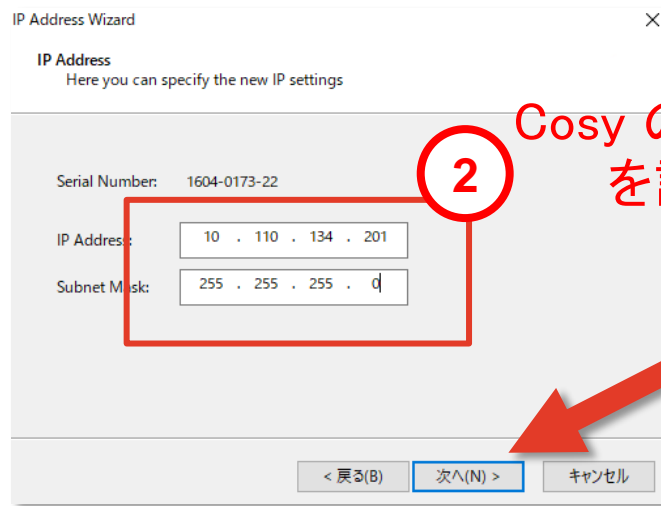 IP Address Wizard
IP Address
Here you can specify the new IP settings
Cosy の
を
2
Serial Number: 1604-0173-22
IP Address: 10 . 110 . 134 . 201
Subnet Mask: 255 . 255 . 255 . 0
< 戻る(B) 次へ(N) > キャンセル